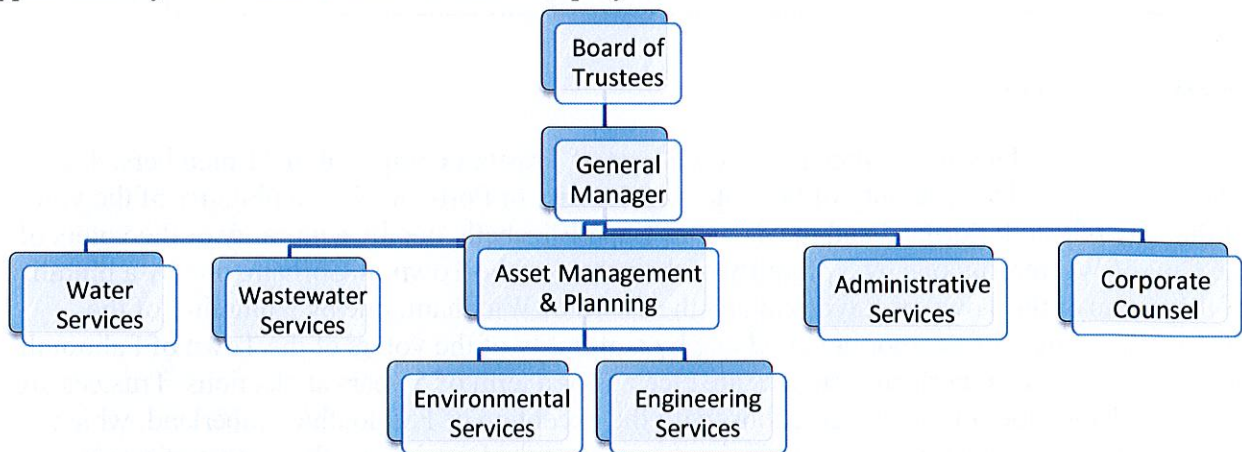 Board of
Trustees
General
Manager
Water
Services
Wastewater
Services
Asset Management
& Planning
Administrative
Services
Corporate
Counsel
Environmental
Services
Engineering
Services